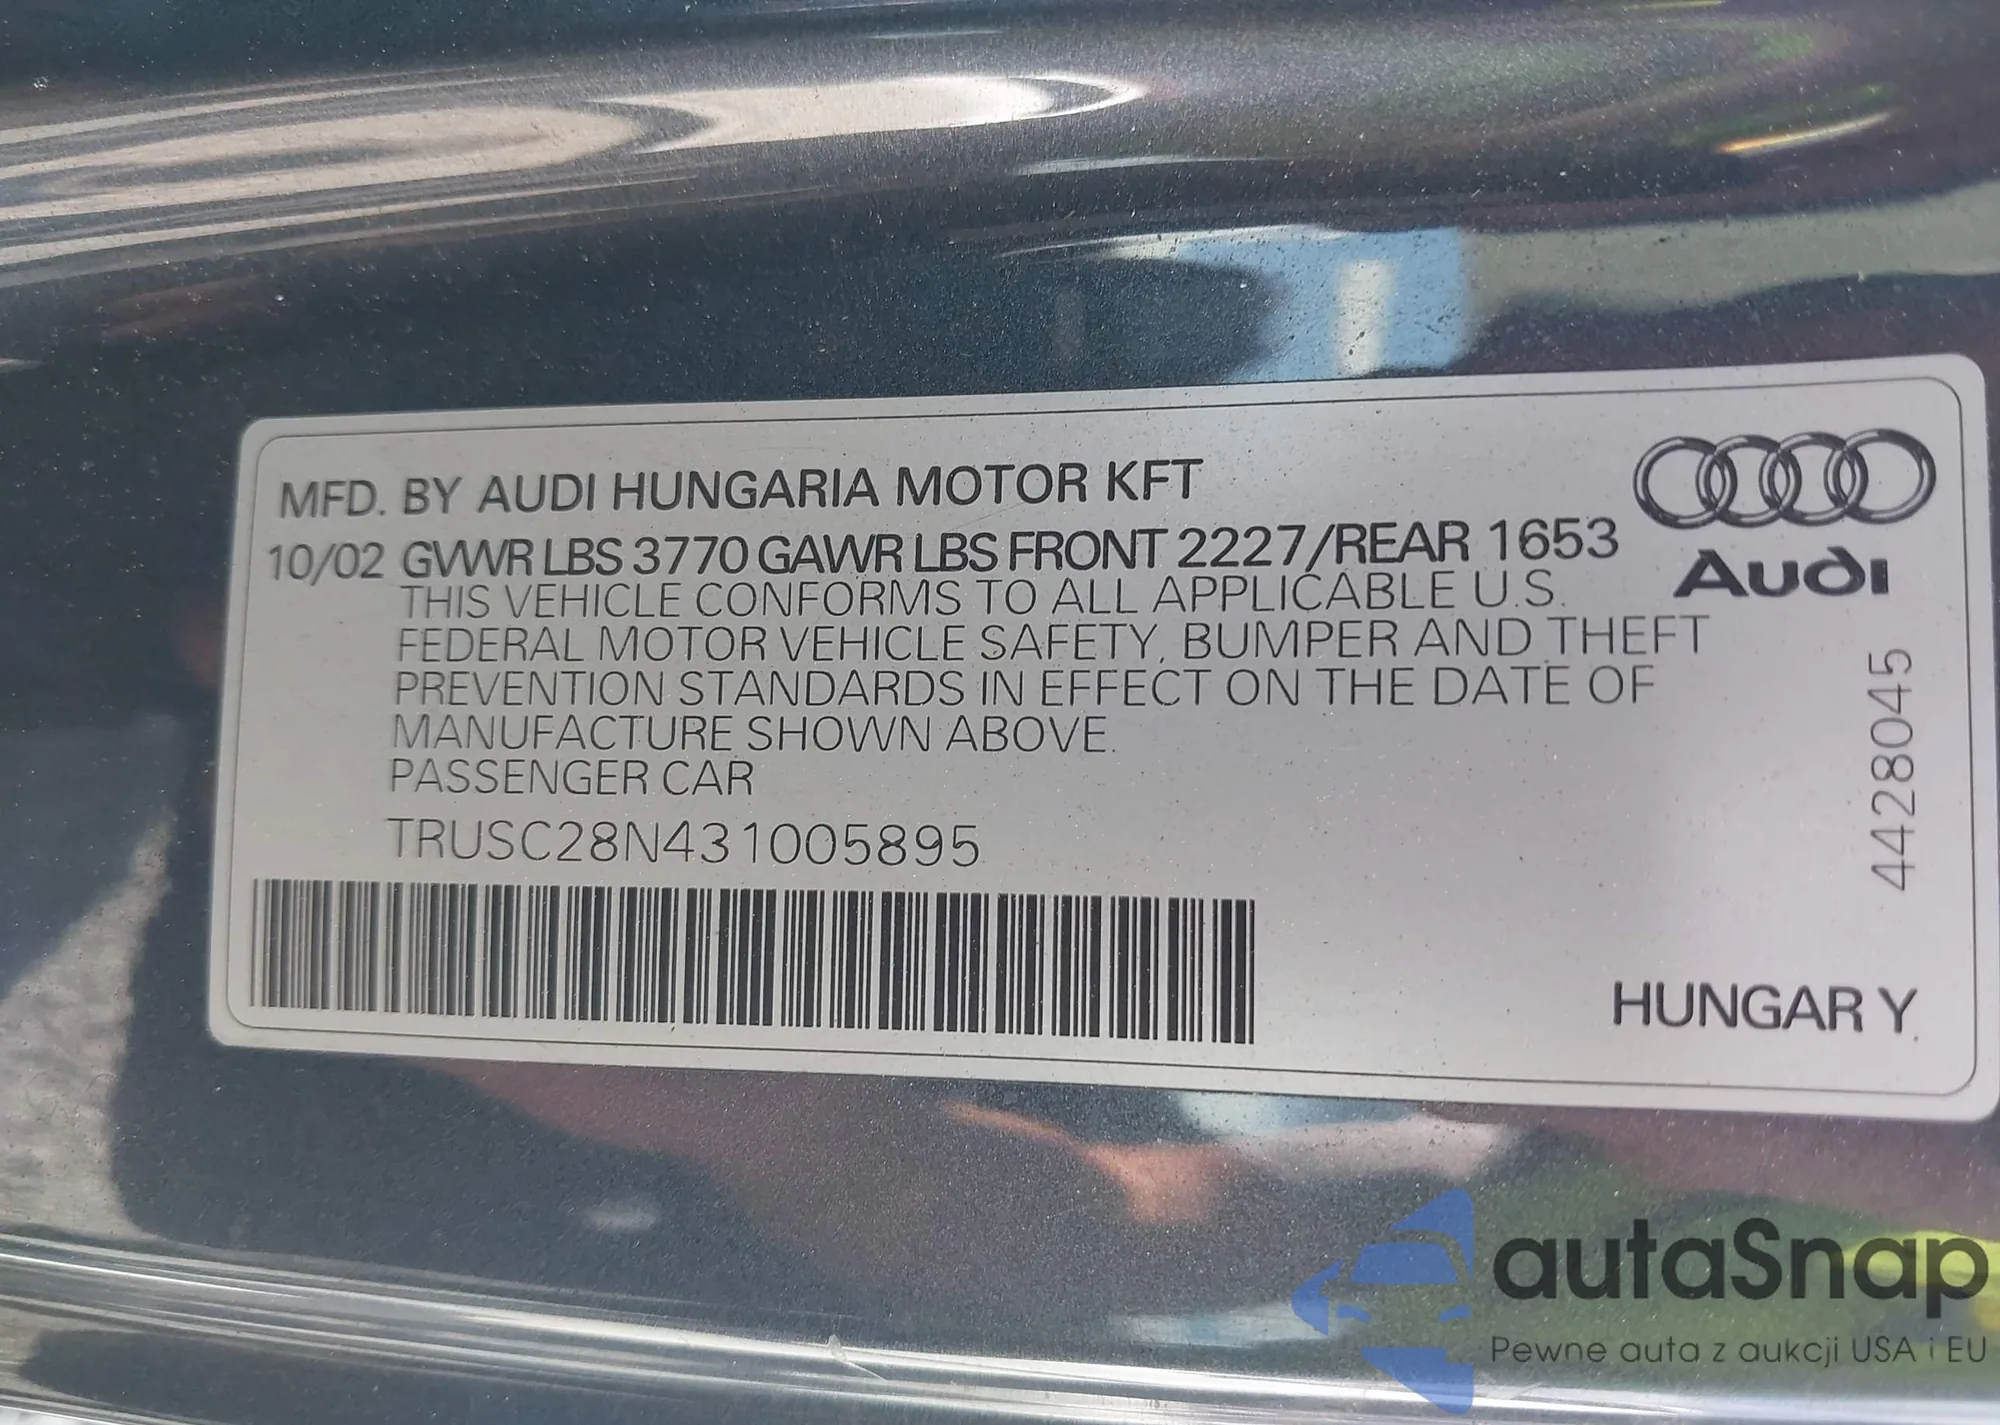 MFD. BY AUDI HUNGARIA MOTOR KFT
10/02 GVWR LBS 3770 GAWR LBS FRONT 2227/REAR 1653
THIS VEHICLE CONFORMS TO ALL APPLICABLE U.S.
FEDERAL MOTOR VEHICLE SAFETY, BUMPER AND THEFT
PREVENTION STANDARDS IN EFFECT ON THE DATE OF
MANUFACTURE SHOWN ABOVE.
PASSENGER CAR
TRUSC28N431005895
Audi
4428045
HUNGARY
autaSnap
Pewne auta z aukcji USA i EU